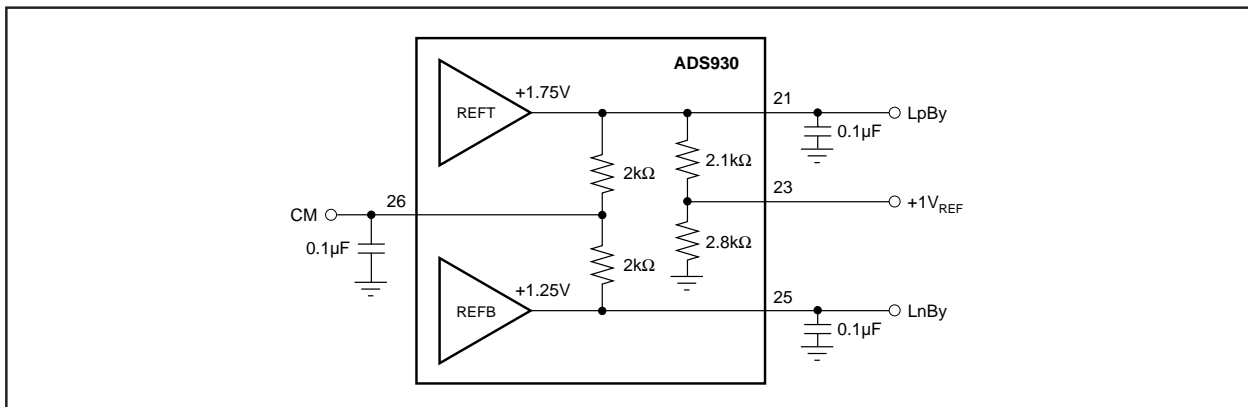 ADS930
REFT
+1.75V
21
LpBy
0.1µF
2kΩ
2.1kΩ
23
+1V_REF
CM
26
0.1µF
2kΩ
2.8kΩ
REFB
+1.25V
25
LnBy
0.1µF